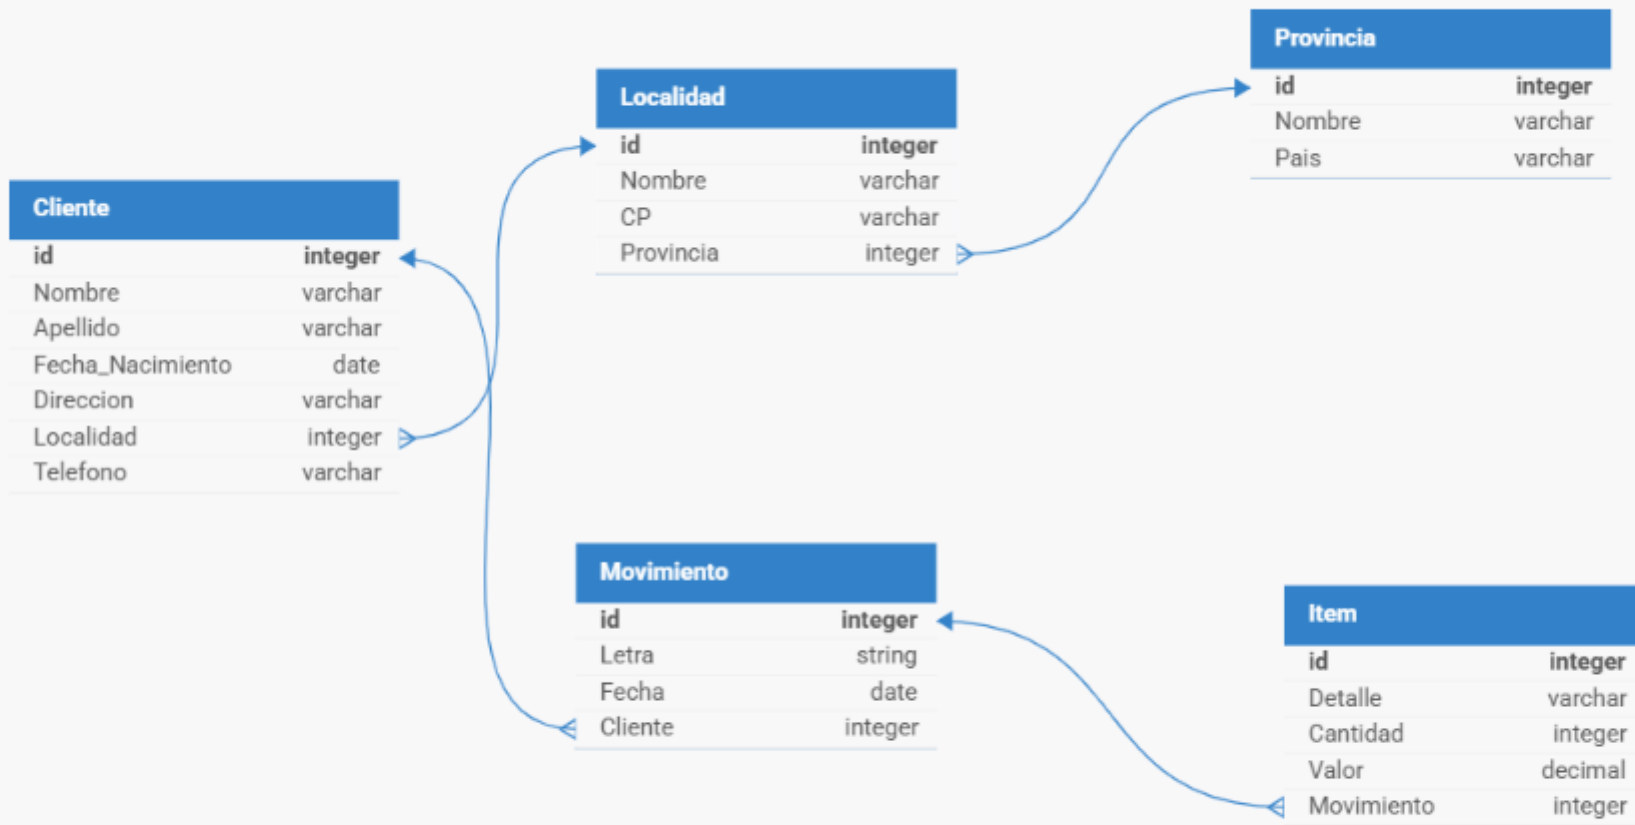 Provincia
id integer
Nombre varchar
Pais varchar
Localidad
id integer
Nombre varchar
CP varchar
Provincia integer
Cliente
id integer
Nombre varchar
Apellido varchar
Fecha_Nacimiento date
Direccion varchar
Localidad integer
Telefono varchar
Movimiento
id integer
Letra string
Fecha date
Cliente integer
Item
id integer
Detalle varchar
Cantidad integer
Valor decimal
Movimiento integer